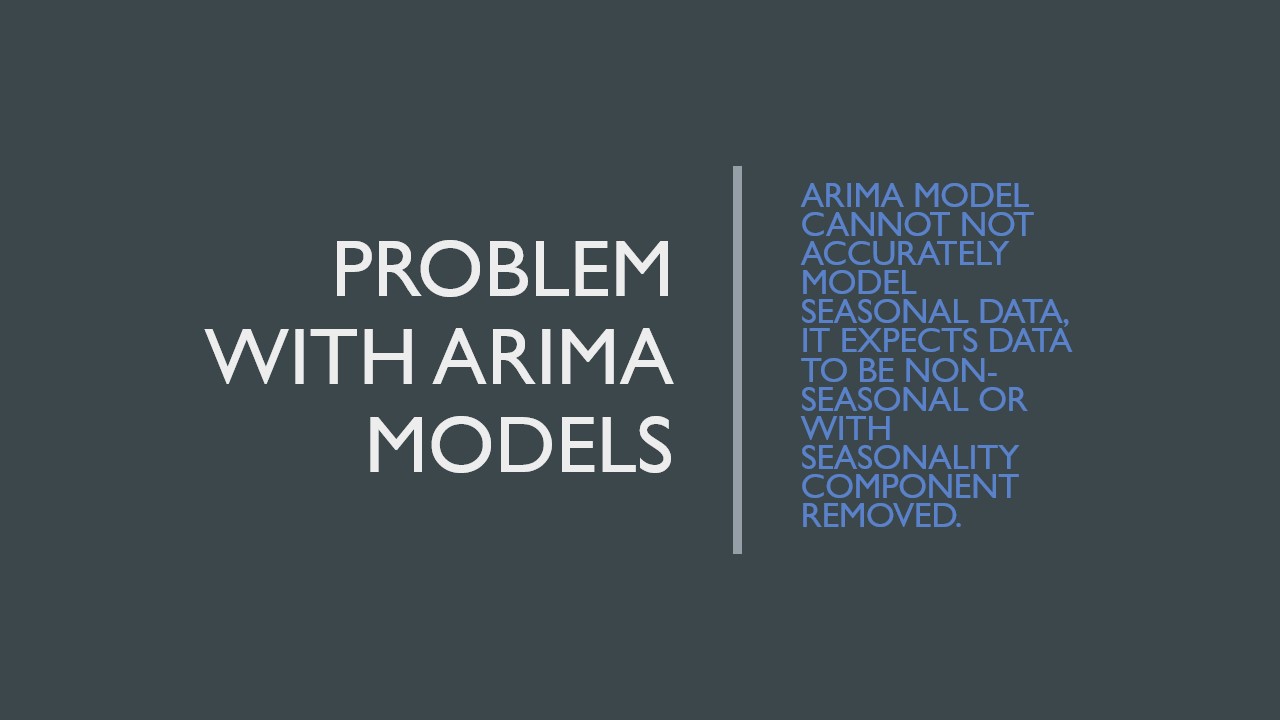 PROBLEM
WITH ARIMA
MODELS
ARIMA MODEL
CANNOT NOT
ACCURATELY
MODEL
SEASONAL DATA,
IT EXPECTS DATA
TO BE NON-
SEASONAL OR
WITH
SEASONALITY
COMPONENT
REMOVED.